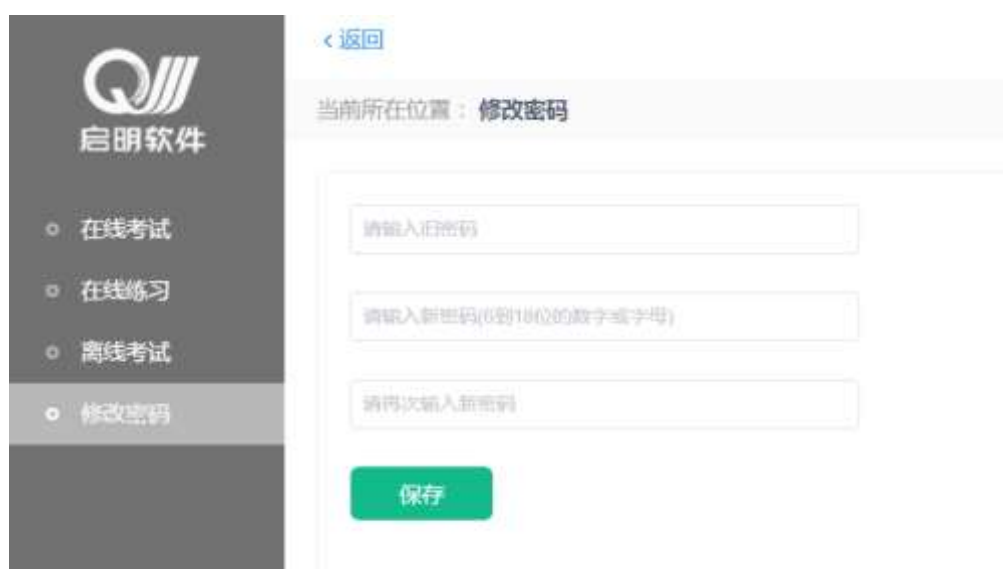 启明软件
在线考试
在线练习
离线考试
修改密码
<返回
当前所在位置：修改密码
请输入旧密码
请输入新密码(6到18位的数字或字母)
请再次输入新密码
保存